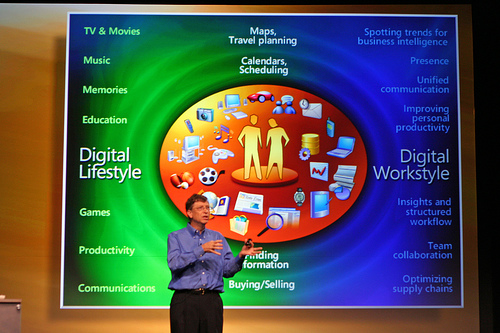 TV & Movies
Music
Memories
Education
Digital
Lifestyle
Games
Productivity
Communications
Maps,
Travel planning
Calendars,
Scheduling
Buying/Selling
Spotting trends for
business intelligence
Presence
Unified
communication
Improving
personal
productivity
Digital
Workstyle
Insights and
structured
workflow
Team
collaboration
Optimizing
supply chains